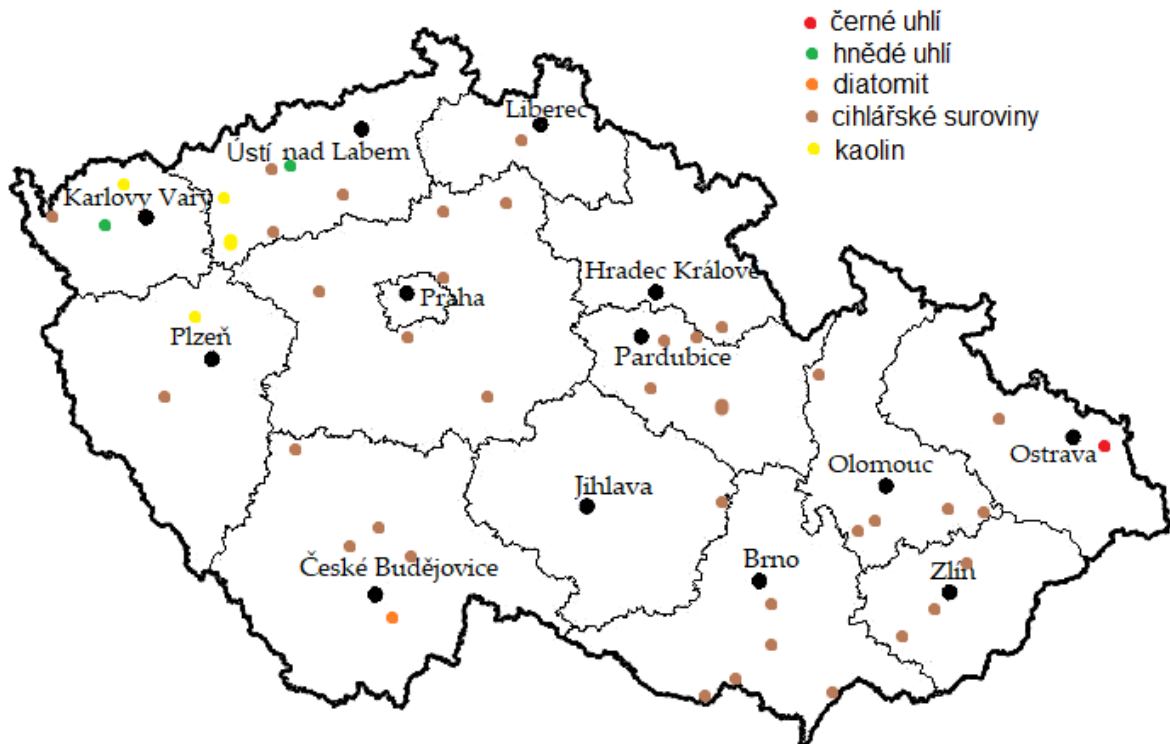 černé uhlí
hnědé uhlí
diatomit
cihlářské suroviny
kaolin
Liberec
Ústí nad Labem
Karlovy Vary
Hradec Králové
Praha
Plzeň
Pardubice
Ostrava
Olomouc
Jihlava
Brno
České Budějovice
Zlín